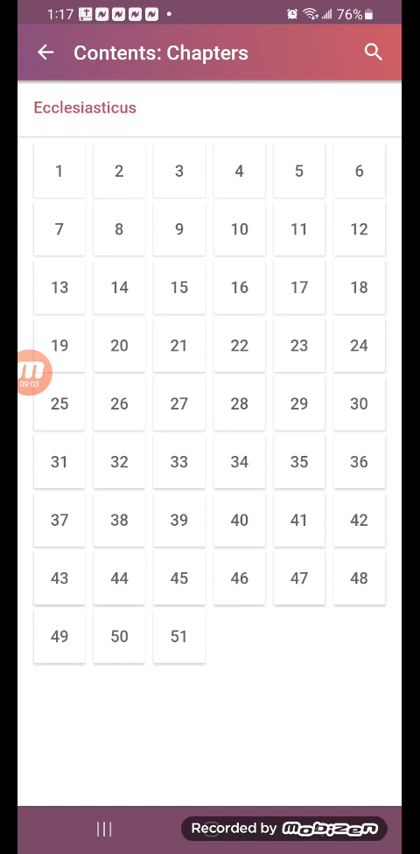 1:17 76%
Contents: Chapters
Ecclesiasticus
1 2 3 4 5 6
7 8 9 10 11 12
13 14 15 16 17 18
19 20 21 22 23 24
09:03
25 26 27 28 29 30
31 32 33 34 35 36
37 38 39 40 41 42
43 44 45 46 47 48
49 50 51
Recorded by mobizen